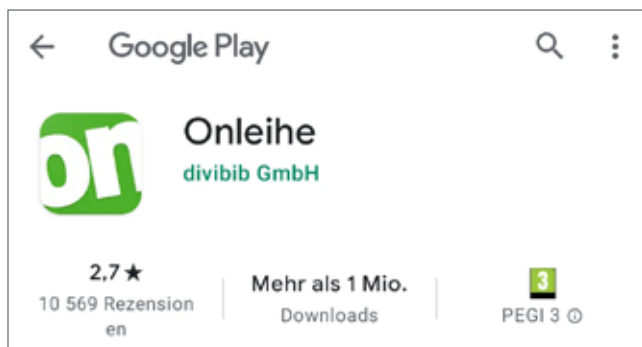 Google Play
on
Onleihe
divibib GmbH
2,7★
10 569 Rezension
en
Mehr als 1 Mio.
Downloads
3
PEGI 3